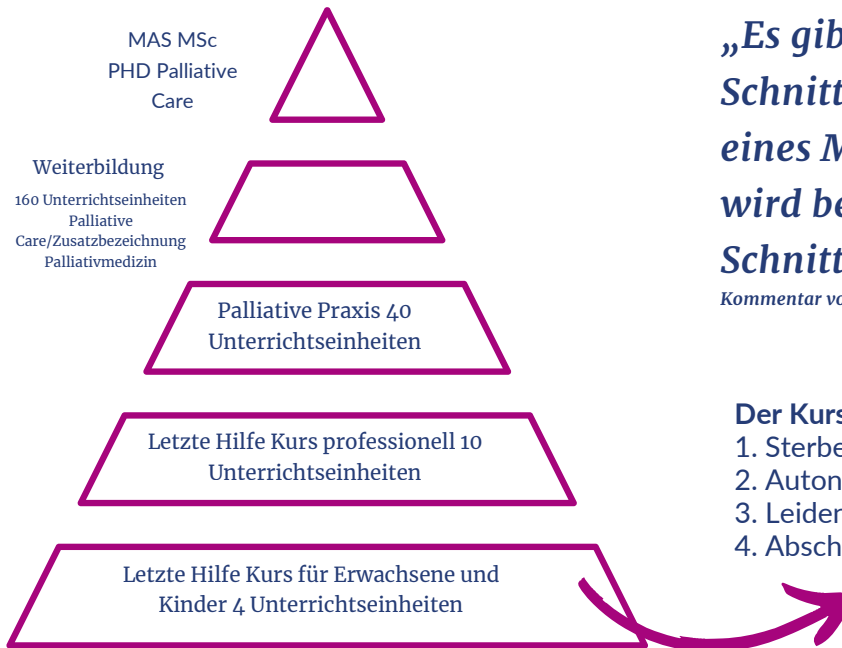 MAS MSc
PHD Palliative
Care
Weiterbildung
160 Unterrichtseinheiten
Palliative
Care/Zusatzbezeichnung
Palliativmedizin
Palliative Praxis 40
Unterrichtseinheiten
Letzte Hilfe Kurs professionell 10
Unterrichtseinheiten
Letzte Hilfe Kurs für Erwachsene und
Kinder 4 Unterrichtseinheiten
„Es gib
Schnitt
eines M
wird be
Schnitt
Kommentar vo
Der Kurs
1. Sterbe
2. Auton
3. Leiden
4. Absch